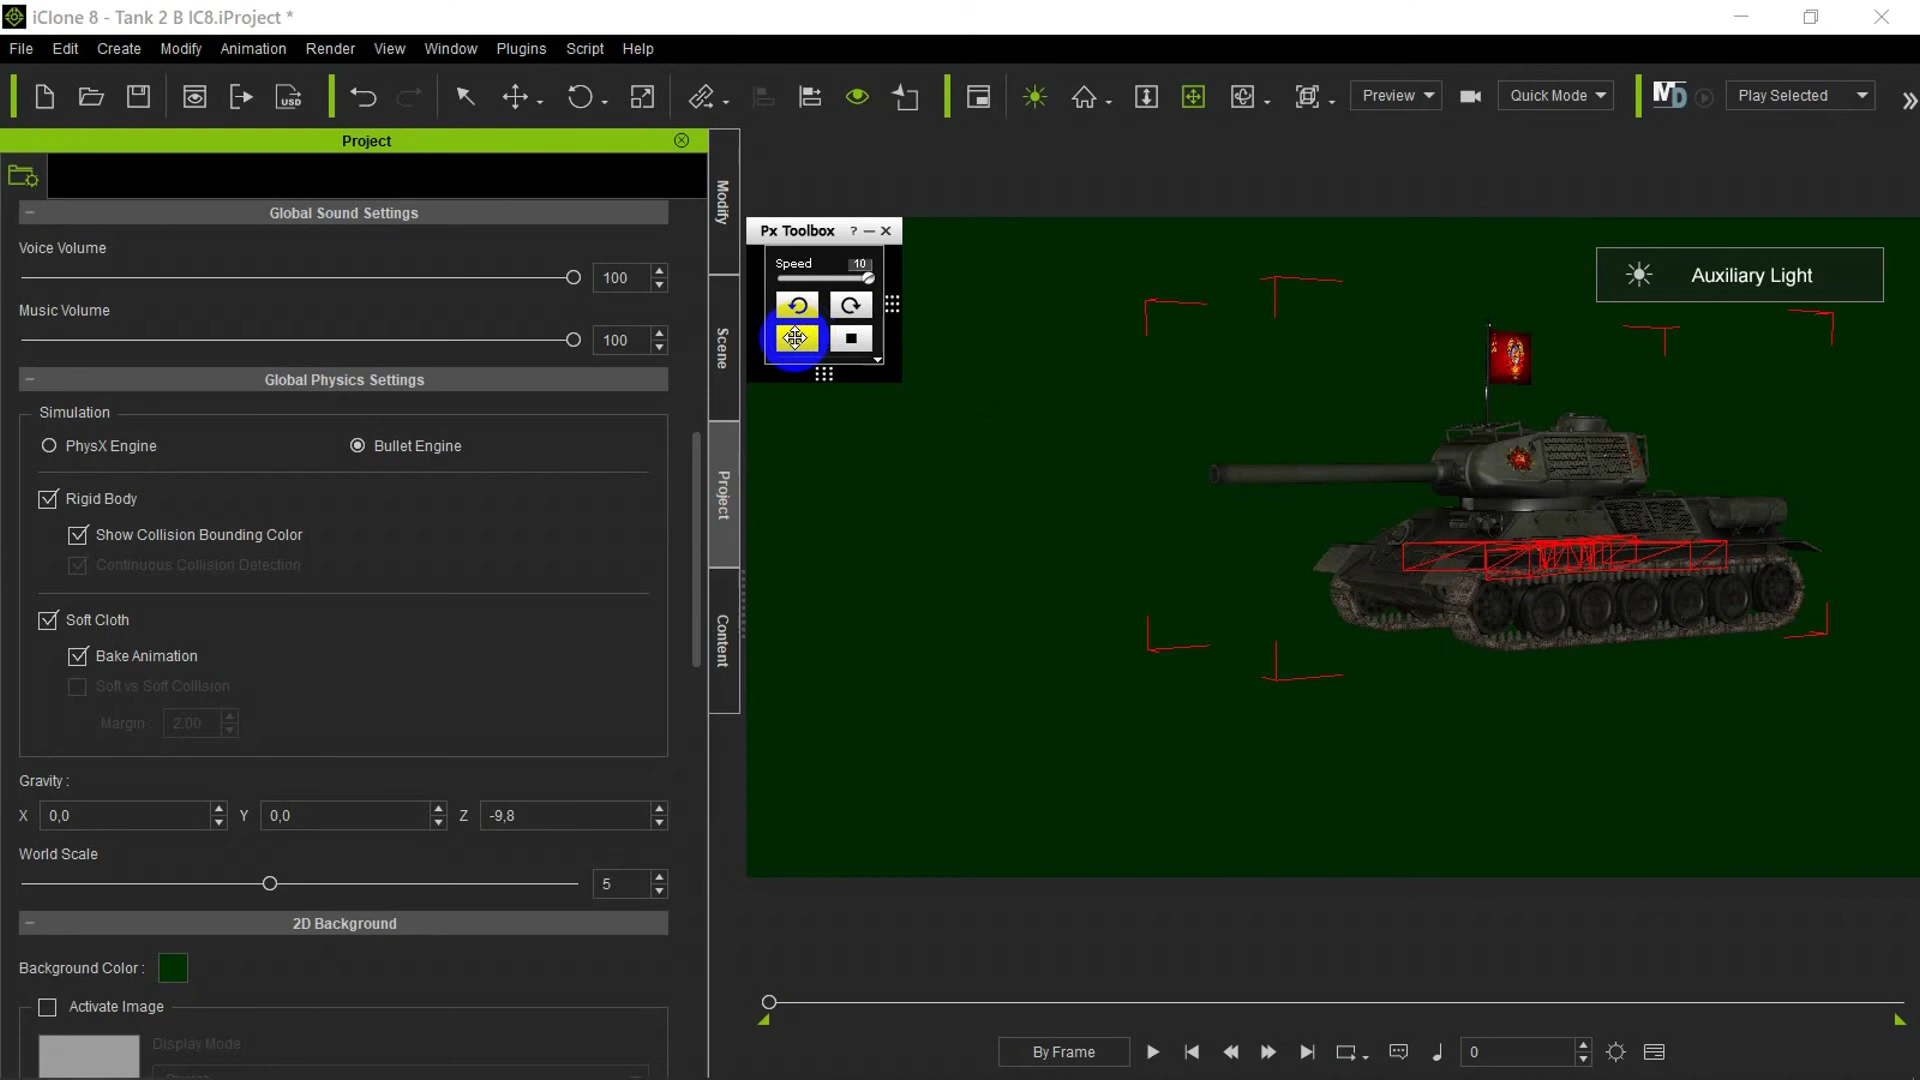 iClone 8 - Tank 2 B IC8.iProject *
File Edit Create Modify Animation Render View Window Plugins Script Help
USD
Preview
Quick Mode
MD
Play Selected
Project
Global Sound Settings
Voice Volume
100
Music Volume
100
Global Physics Settings
Simulation
PhysX Engine
Bullet Engine
Rigid Body
Show Collision Bounding Color
Continuous Collision Detection
Soft Cloth
Bake Animation
Soft vs Soft Collision
Margin : 2.00
Gravity :
X 0,0 Y 0,0 Z -9,8
World Scale
5
2D Background
Background Color :
Activate Image
Display Mode
Modify
Scene
Project
Content
Px Toolbox ?
Speed 10
Auxiliary Light
By Frame
0